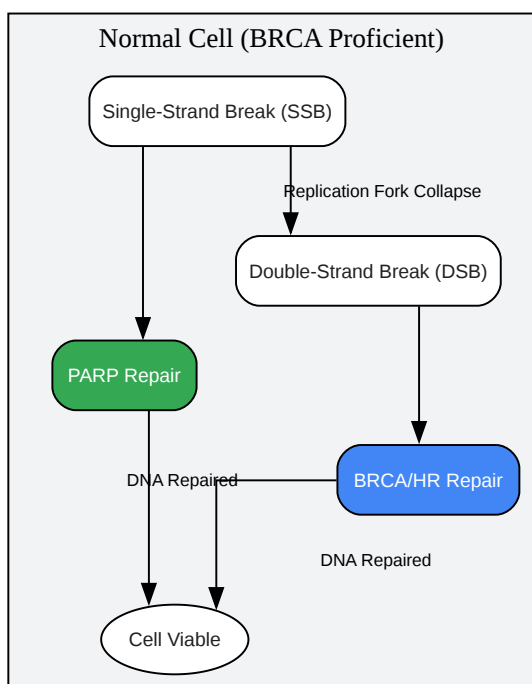 Normal Cell (BRCA Proficient)
Single-Strand Break (SSB)
Replication Fork Collapse
Double-Strand Break (DSB)
PARP Repair
BRCA/HR Repair
DNA Repaired
DNA Repaired
Cell Viable